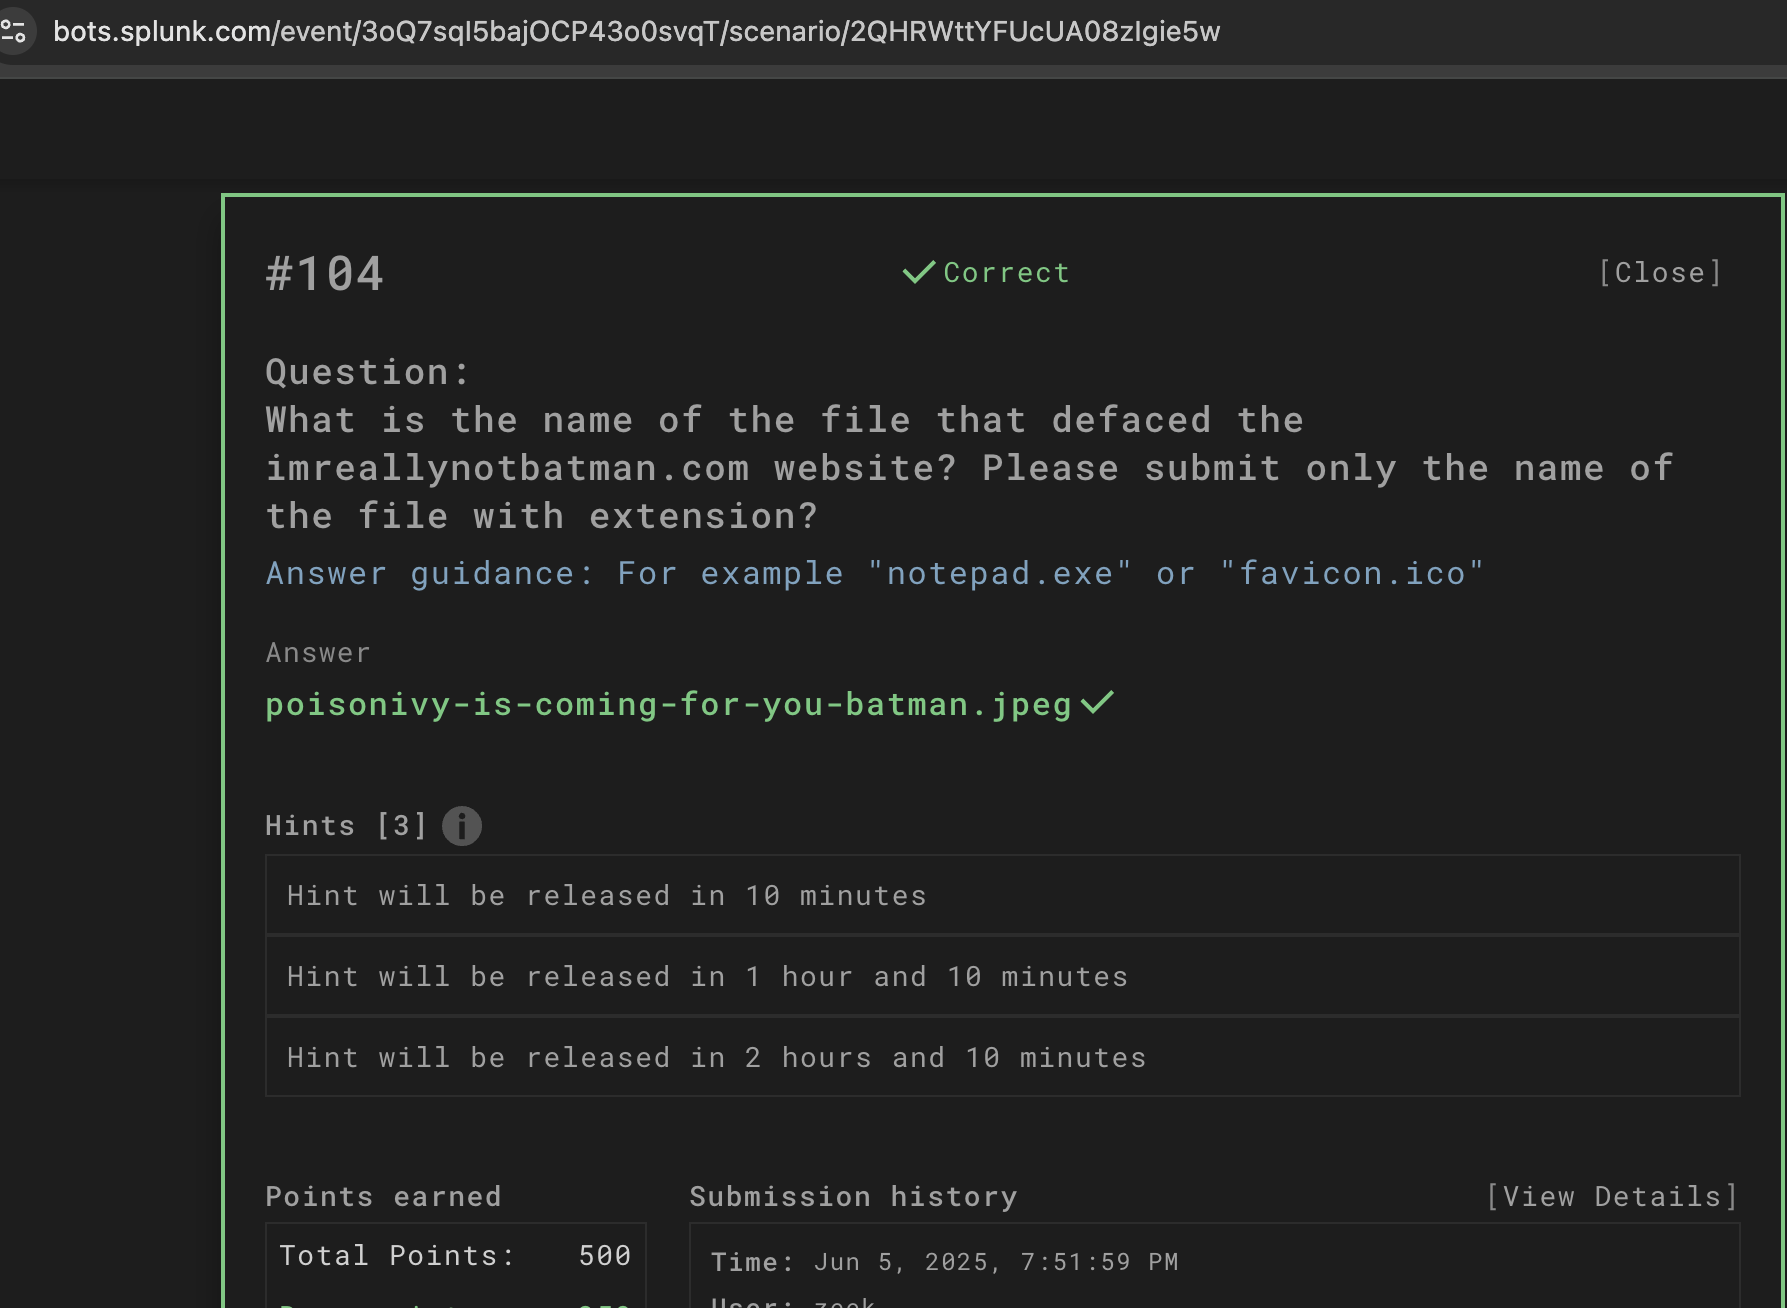 bots.splunk.com/event/3oQ7sqI5bajOCP43o0svqT/scenario/2QHRWttYFUcUA08zIgie5w
#104
Correct
[Close]
Question:
What is the name of the file that defaced the
imreallynotbatman.com website? Please submit only the name of
the file with extension?
Answer guidance: For example "notepad.exe" or "favicon.ico"
Answer
poisonivy-is-coming-for-you-batman.jpeg
Hints [3]
Hint will be released in 10 minutes
Hint will be released in 1 hour and 10 minutes
Hint will be released in 2 hours and 10 minutes
Points earned
Total Points: 500
Submission history
[View Details]
Time: Jun 5, 2025, 7:51:59 PM
User: